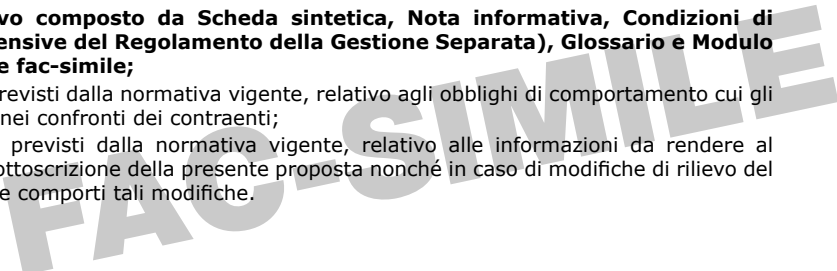 vo composto da Scheda sintetica, Nota informativa, Condizioni di
ensive del Regolamento della Gestione Separata), Glossario e Modulo
e fac-simile;
revisti dalla normativa vigente, relativo agli obblighi di comportamento cui gli
nei confronti dei contraenti;
previsti dalla normativa vigente, relativo alle informazioni da rendere al
ottoscrizione della presente proposta nonché in caso di modifiche di rilievo del
e comporti tali modifiche.
FAC-SIMILE